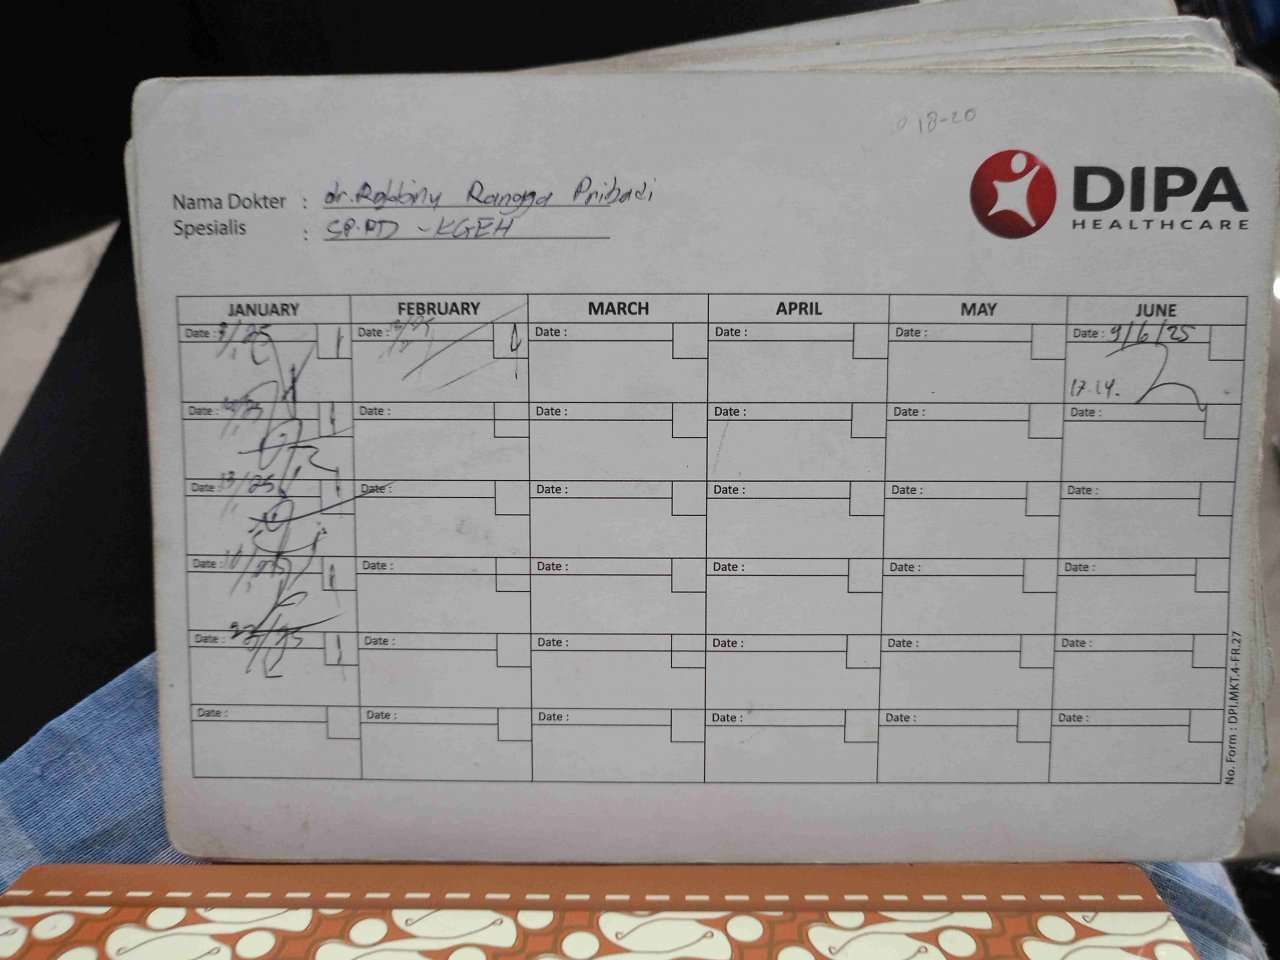 18-20
DIPA
HEALTHCARE
Nama Dokter : dr. Robbiny Rangga Pribadi
Spesialis : SP.PD - KGEH
JANUARY FEBRUARY MARCH APRIL MAY JUNE
Date : /25 Date : Date : Date : Date : Date : 9/6/25
17.14.
Date : Date : Date : Date : Date : Date :
Date : 13/25 Date : Date : Date : Date : Date :
Date : Date : Date : Date : Date : Date :
Date : Date : Date : Date : Date : Date :
Date : Date : Date : Date : Date : Date :
No. Form : DPI.MKT.4-FR.27